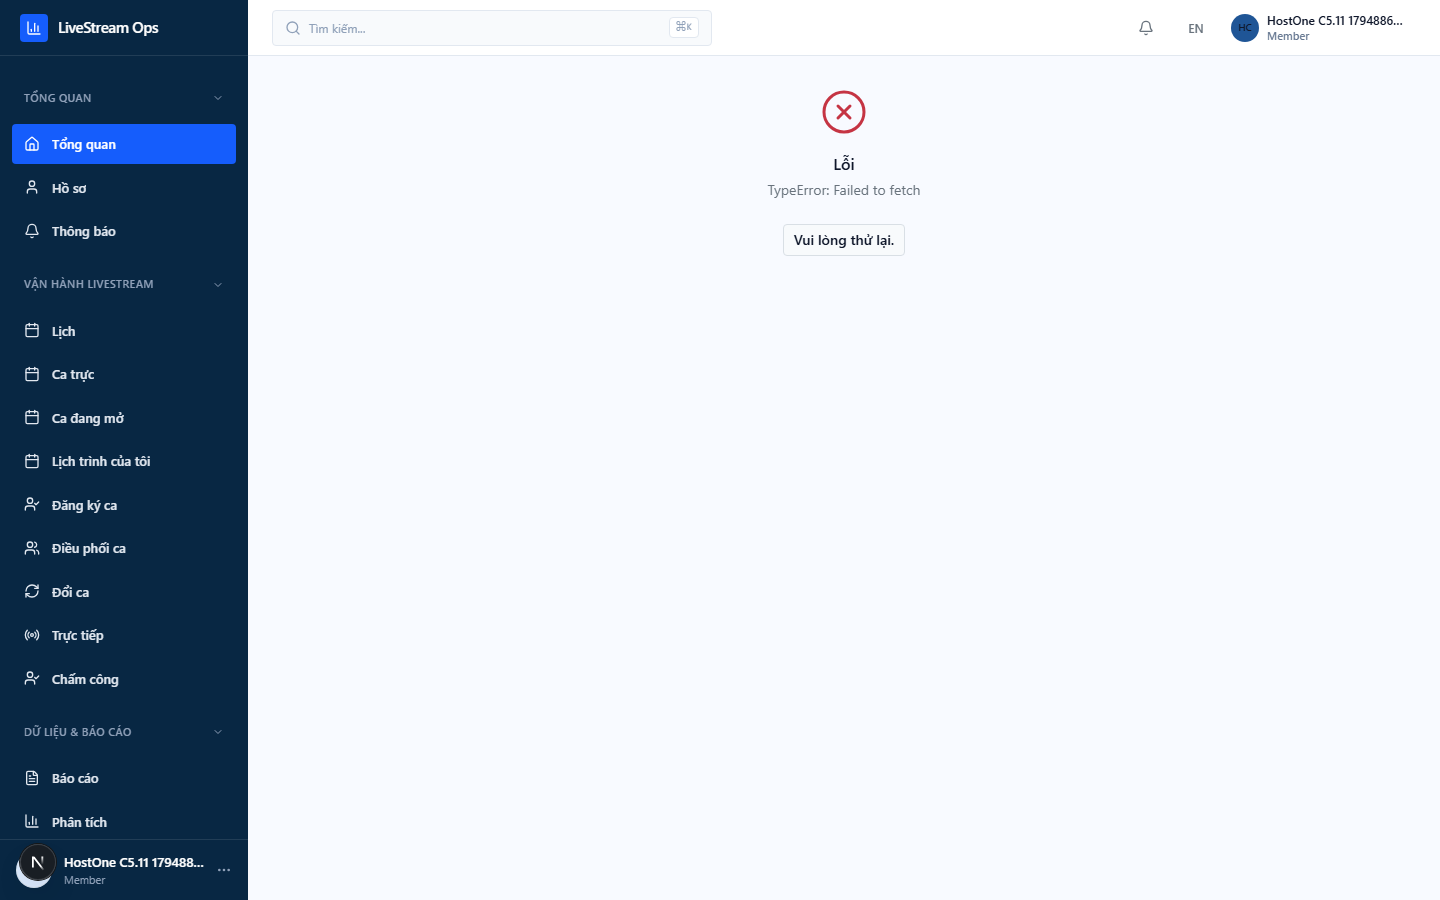 LiveStream Ops
Tìm kiếm...
⌘K
EN
HC
HostOne C5.11 1794886...
Member
TỔNG QUAN
Tổng quan
Hồ sơ
Thông báo
VẬN HÀNH LIVESTREAM
Lịch
Ca trực
Ca đang mở
Lịch trình của tôi
Đăng ký ca
Điều phối ca
Đổi ca
Trực tiếp
Chấm công
DỮ LIỆU & BÁO CÁO
Báo cáo
Phân tích
N
HostOne C5.11 179488...
Member
Lỗi
TypeError: Failed to fetch
Vui lòng thử lại.